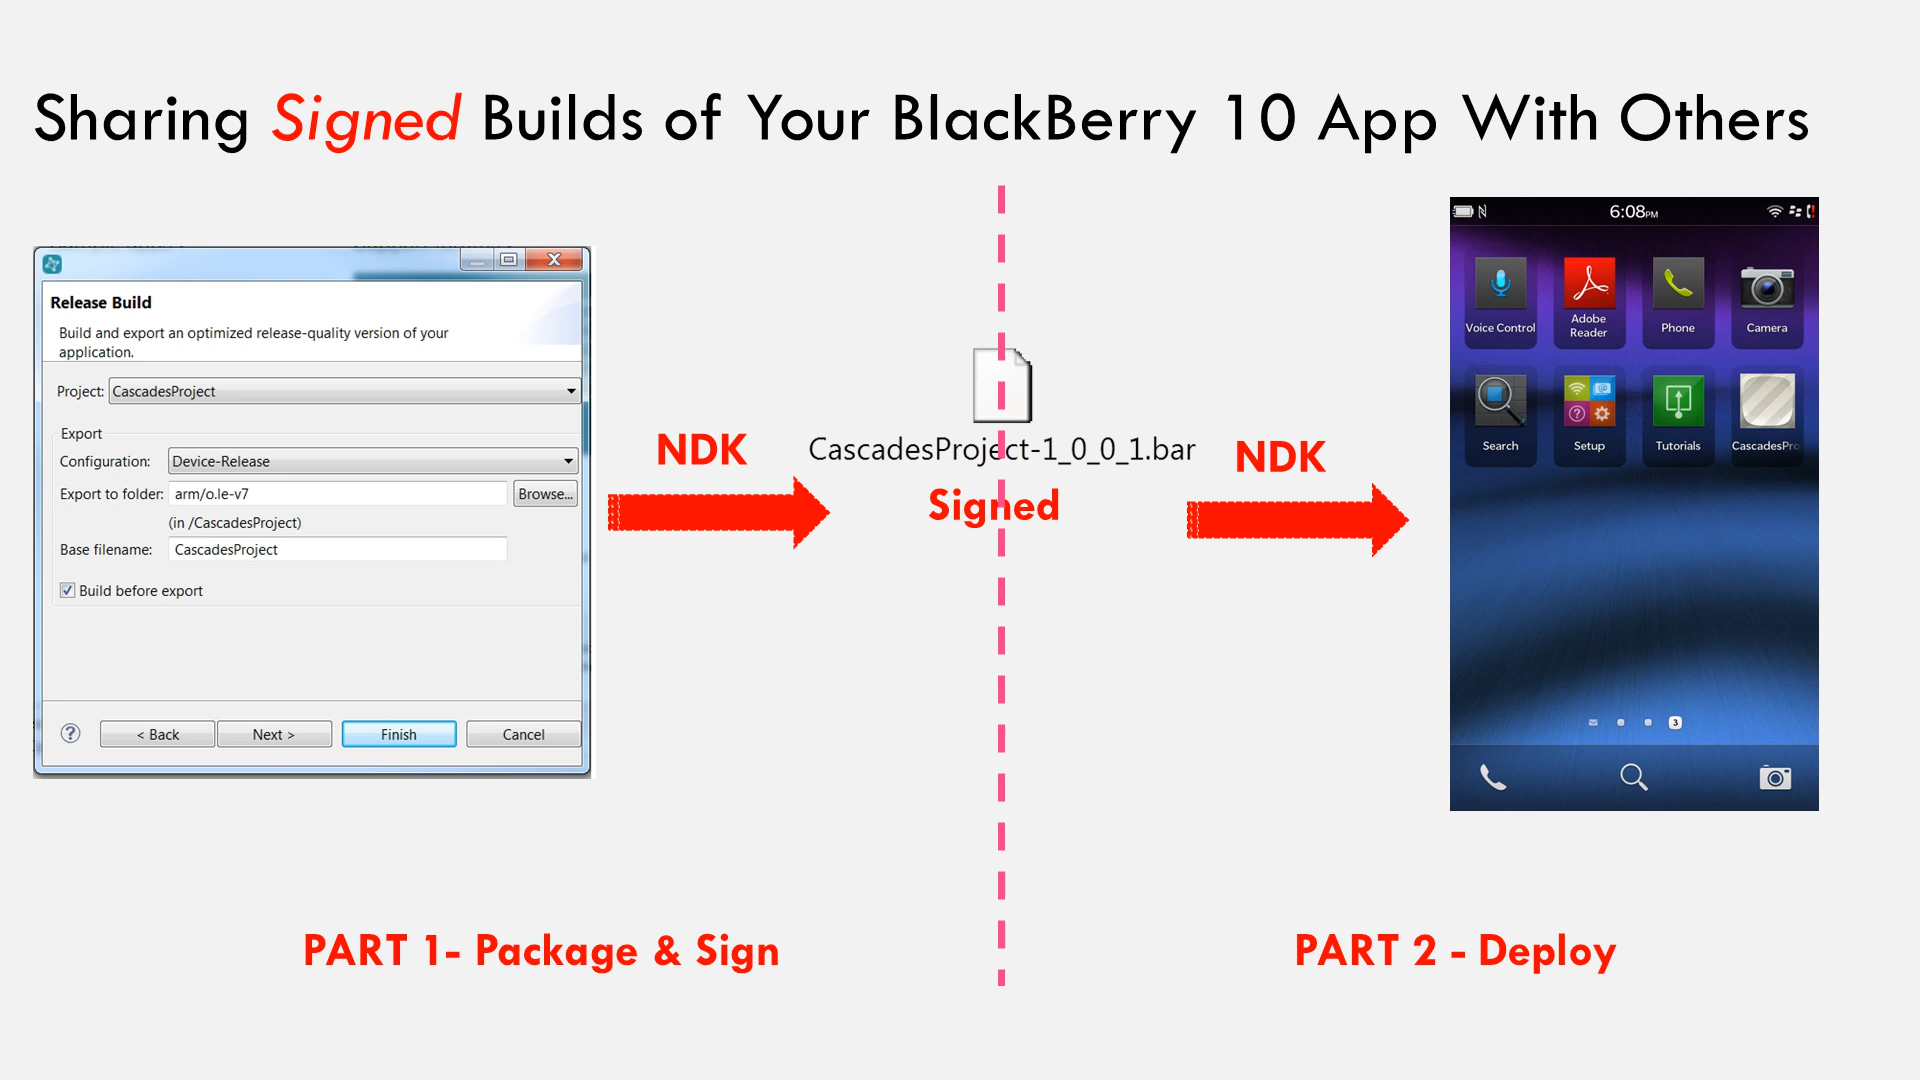 Sharing Signed Builds of Your BlackBerry 10 App With Others
Release Build
Build and export an optimized release-quality version of your
application.
Project: CascadesProject
Export
Configuration: Device-Release
Export to folder: arm/o.le-v7 Browse...
(in /CascadesProject)
Base filename: CascadesProject
Build before export
? < Back Next > Finish Cancel
NDK
CascadesProject-1_0_0_1.bar
Signed
NDK
6:08PM
Voice Control
Adobe
Reader
Phone
Camera
Search
Setup
Tutorials
CascadesPro
3
PART 1- Package & Sign
PART 2 - Deploy